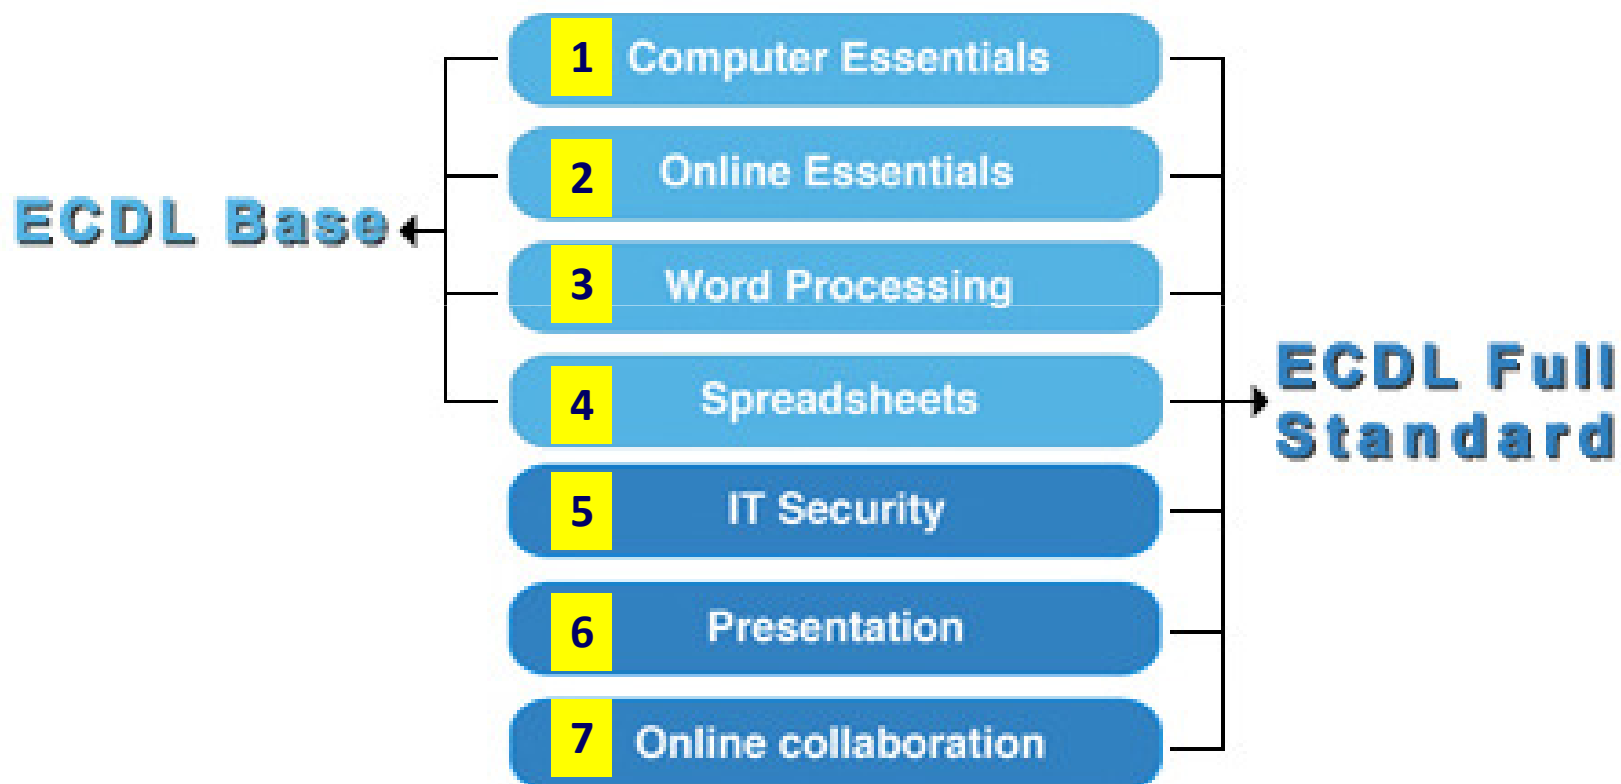 1 Computer Essentials
2 Online Essentials
ECDL Base
3 Word Processing
4 Spreadsheets
ECDL Full
Standard
5 IT Security
6 Presentation
7 Online collaboration